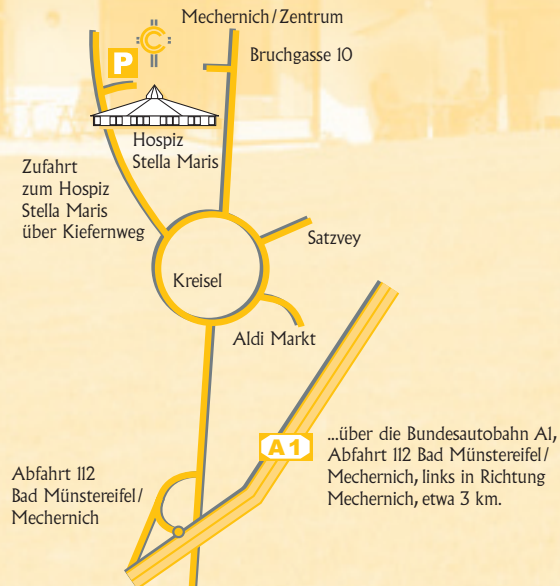 Mechernich/Zentrum
C
P
Bruchgasse 10
Hospiz
Stella Maris
Zufahrt
zum Hospiz
Stella Maris
über Kiefernweg
Satzvey
Kreisel
Aldi Markt
A1
...über die Bundesautobahn A1,
Abfahrt 112 Bad Münstereifel/
Mechernich, links in Richtung
Mechernich, etwa 3 km.
Abfahrt 112
Bad Münstereifel/
Mechernich